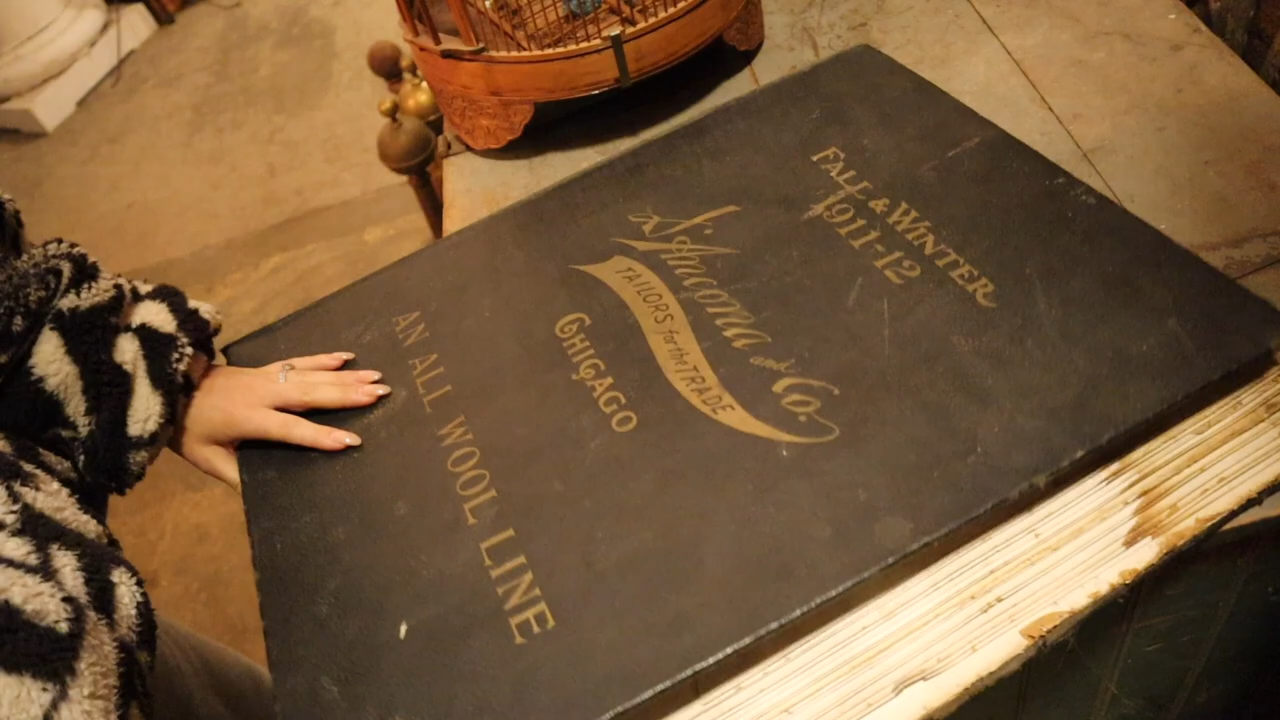 FALL & WINTER
1911-12
D'Ancona and Co.
TAILORS for the TRADE
CHICAGO
AN ALL WOOL LINE